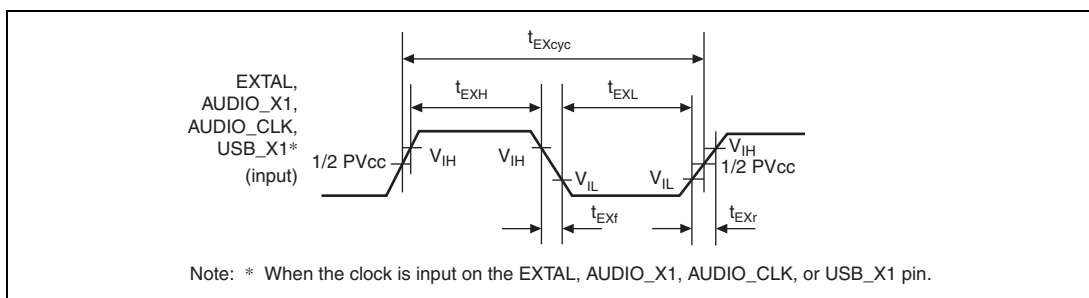 tEXcyc
tEXH
tEXL
EXTAL,
AUDIO_X1,
AUDIO_CLK,
USB_X1*
(input)
1/2 PVcc
VIH
VIH
VIL
VIL
VIH
1/2 PVcc
tEXf
tEXr
Note: * When the clock is input on the EXTAL, AUDIO_X1, AUDIO_CLK, or USB_X1 pin.